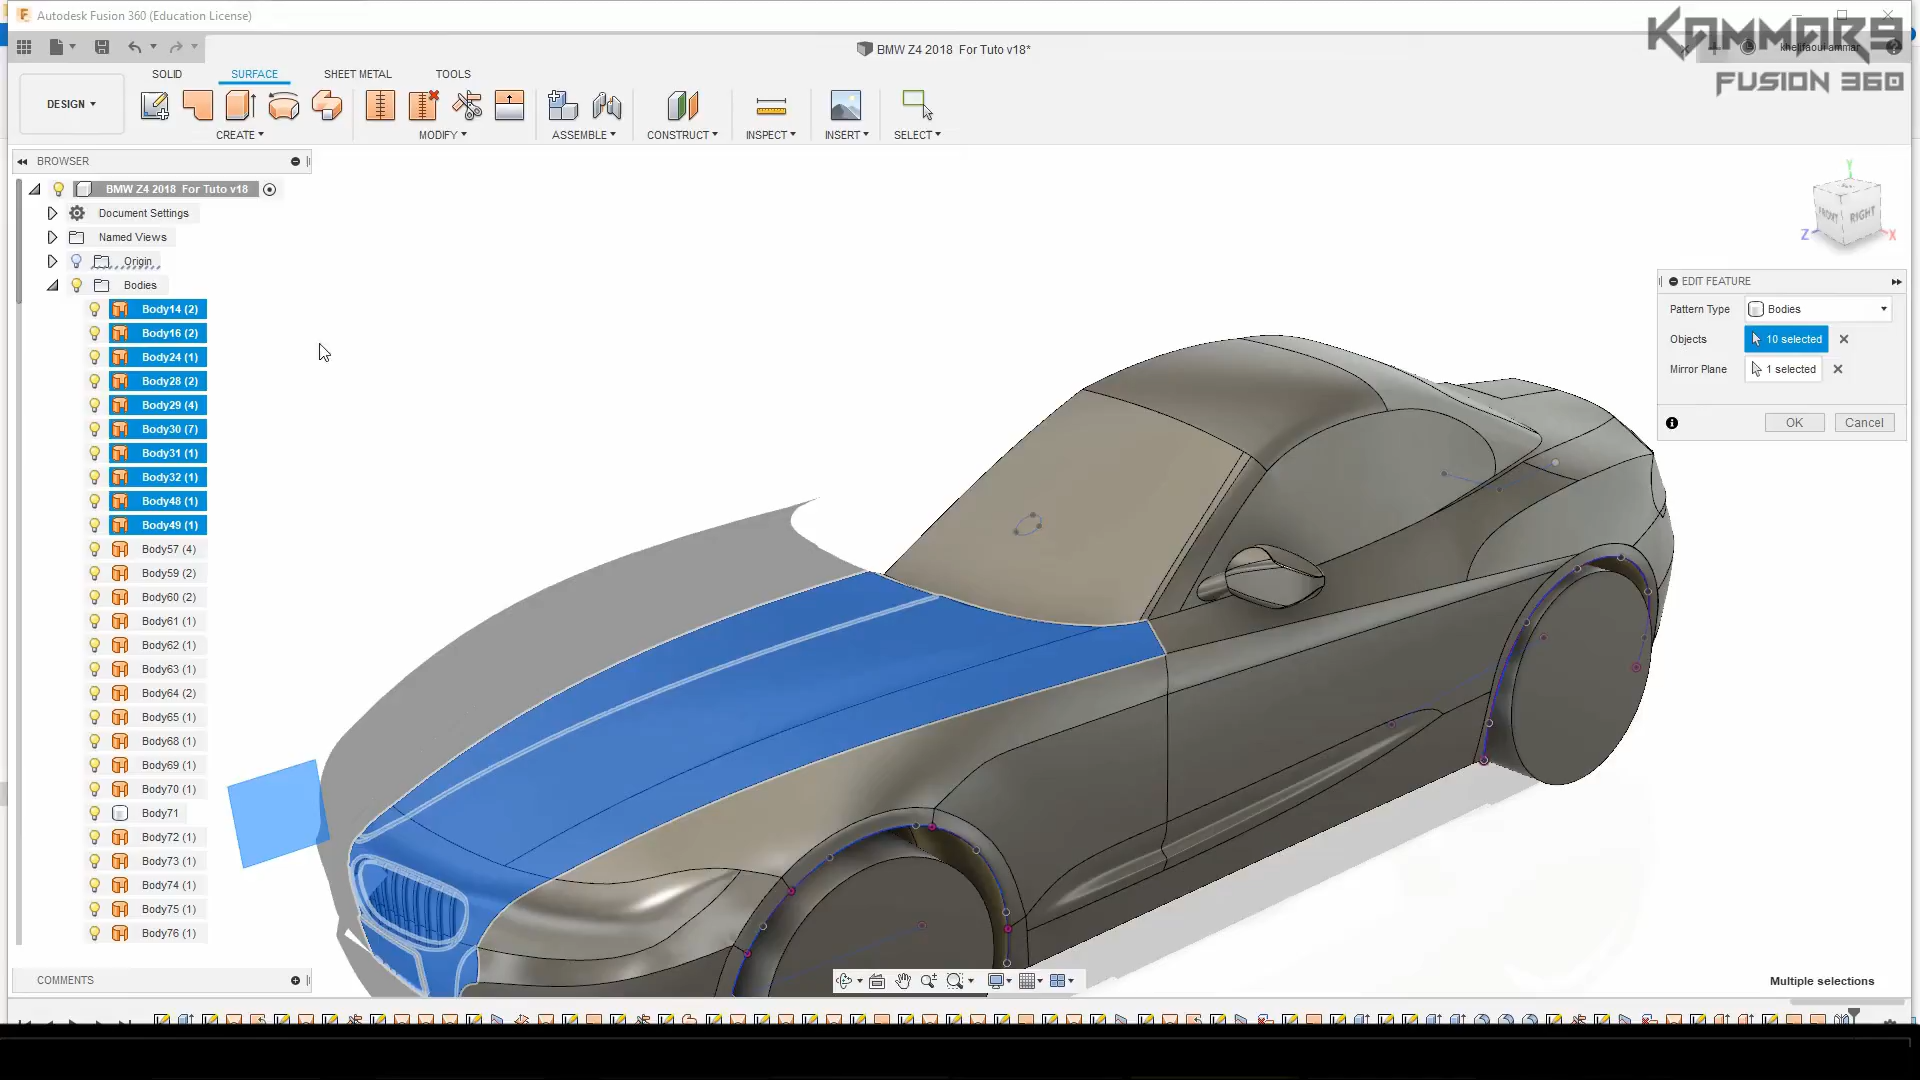 Autodesk Fusion 360 (Education License)
KAMMARS
FUSION 360
BMW Z4 2018 For Tuto v18*
khelifaoui ammar
SOLID SURFACE SHEET METAL TOOLS
DESIGN
CREATE MODIFY ASSEMBLE CONSTRUCT INSPECT INSERT SELECT
BROWSER
BMW Z4 2018 For Tuto v18
Document Settings
Named Views
Origin
Bodies
Body14 (2)
Body16 (2)
Body24 (1)
Body28 (2)
Body29 (4)
Body30 (7)
Body31 (1)
Body32 (1)
Body48 (1)
Body49 (1)
Body57 (4)
Body59 (2)
Body60 (2)
Body61 (1)
Body62 (1)
Body63 (1)
Body64 (2)
Body65 (1)
Body68 (1)
Body69 (1)
Body70 (1)
Body71
Body72 (1)
Body73 (1)
Body74 (1)
Body75 (1)
Body76 (1)
COMMENTS
Y
FRONT RIGHT
Z X
EDIT FEATURE
Pattern Type Bodies
Objects 10 selected
Mirror Plane 1 selected
OK Cancel
Multiple selections